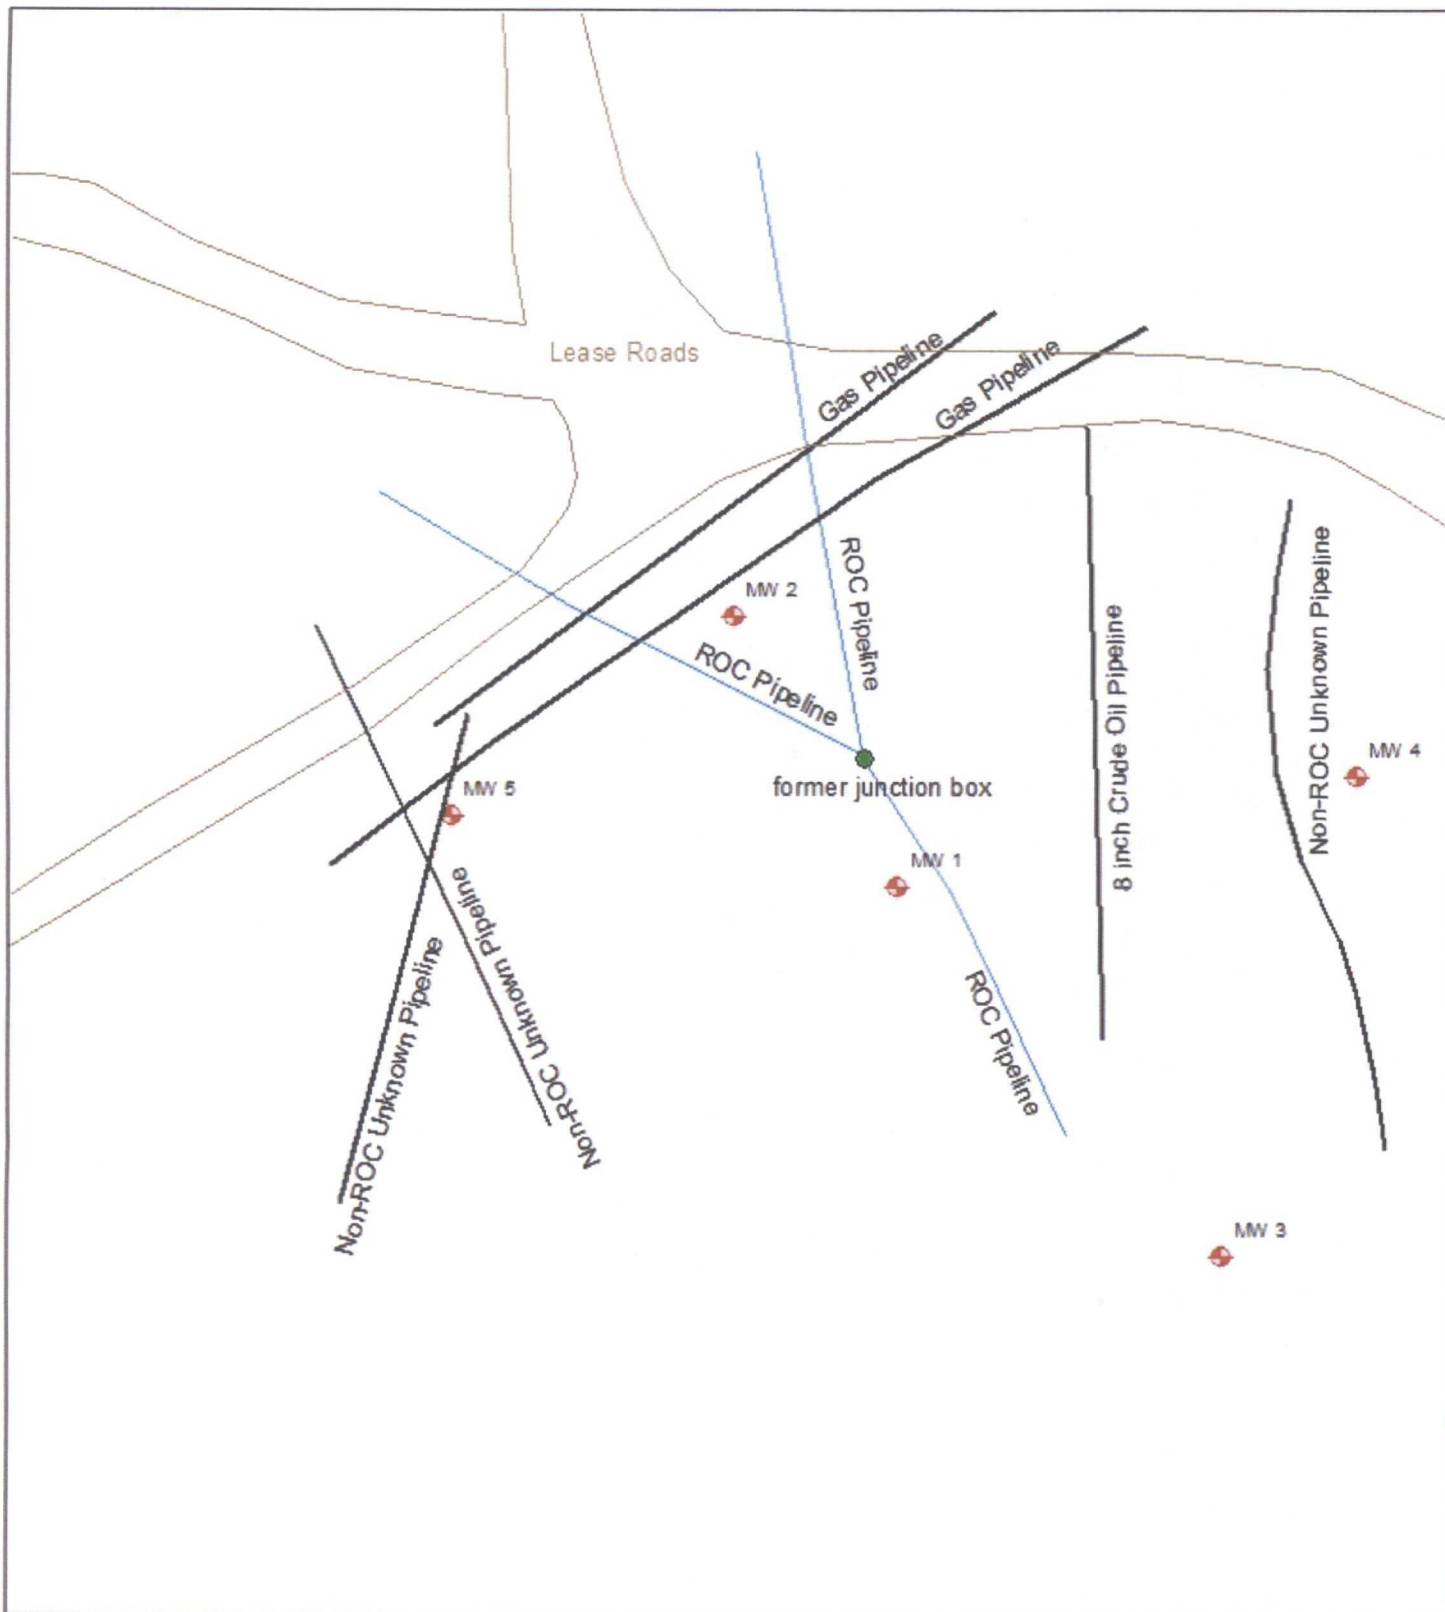 Lease Roads
Gas Pipeline
Gas Pipeline
MW 2
ROC Pipeline
ROC Pipeline
former junction box
MW 5
MW 1
MW 4
8 inch Crude Oil Pipeline
Non-ROC Unknown Pipeline
Non-ROC Unknown Pipeline
Non-ROC Unknown Pipeline
ROC Pipeline
MW 3